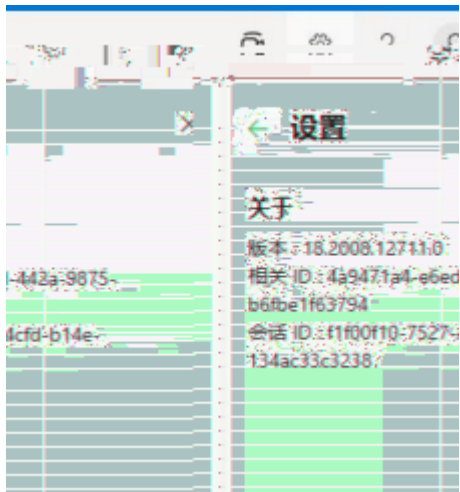 设置
关于
版本：18.2008.12711.0
-442a-9875-
相关 ID：4a9471a4-e6ed
b6fbe1f63794
4cfd-b14e-
会话 ID：f1f00f10-7527-
134ac33c3238